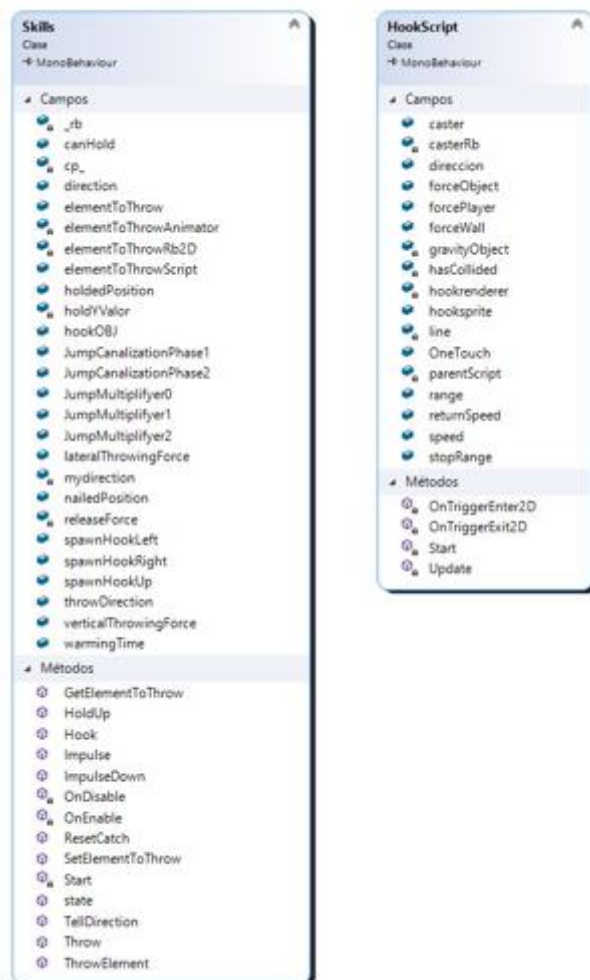 Skills
Clase
MonoBehaviour
Campos
_rb
canHold
cp_
direction
elementToThrow
elementToThrowAnimator
elementToThrowRb2D
elementToThrowScript
holdedPosition
holdYValor
hookOBJ
JumpCanalizationPhase1
JumpCanalizationPhase2
JumpMultiplifyer0
JumpMultiplifyer1
JumpMultiplifyer2
lateralThrowingForce
mydirection
nailedPosition
releaseForce
spawnHookLeft
spawnHookRight
spawnHookUp
throwDirection
verticalThrowingForce
warmingTime
Métodos
GetElementToThrow
HoldUp
Hook
Impulse
ImpulseDown
OnDisable
OnEnable
ResetCatch
SetElementToThrow
Start
state
TellDirection
Throw
ThrowElement
HookScript
Clase
MonoBehaviour
Campos
caster
casterRb
direccion
forceObject
forcePlayer
forceWall
gravityObject
hasCollided
hookrenderer
hooksprite
line
OneTouch
parentScript
range
returnSpeed
speed
stopRange
Métodos
OnTriggerEnter2D
OnTriggerExit2D
Start
Update